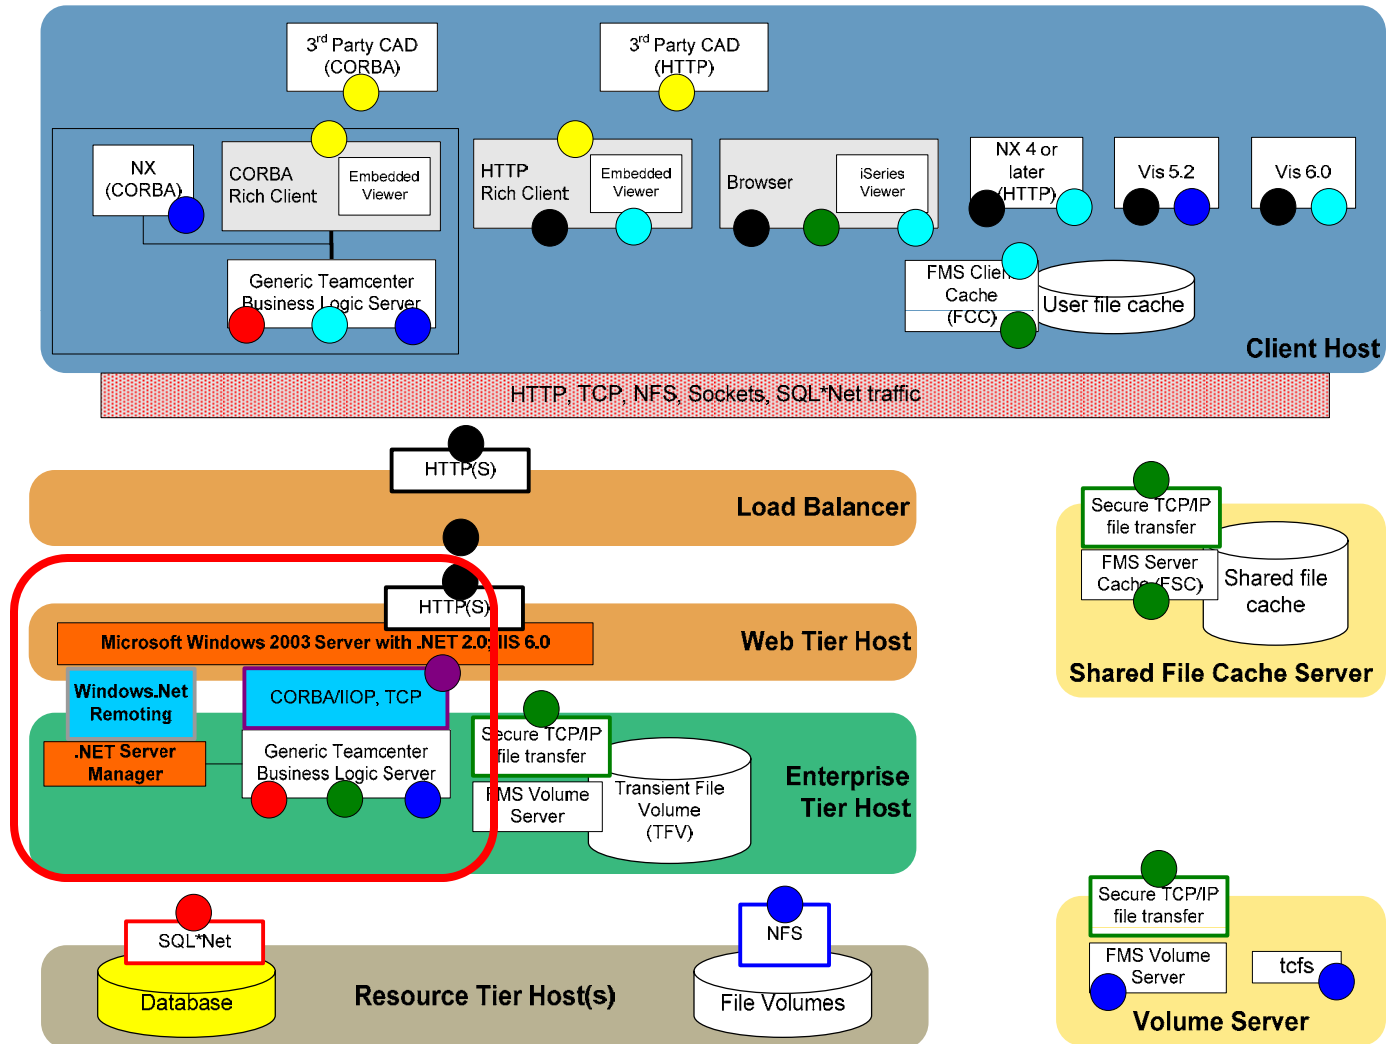 3rd Party CAD
(CORBA)
3rd Party CAD
(HTTP)
NX
(CORBA)
CORBA
Rich Client
Embedded
Viewer
HTTP
Rich Client
Embedded
Viewer
Browser
iSeries
Viewer
NX 4 or
later
(HTTP)
Vis 5.2
Vis 6.0
Generic Teamcenter
Business Logic Server
FMS Client
Cache
(FCC)
User file cache
Client Host
HTTP, TCP, NFS, Sockets, SQL*Net traffic
HTTP(S)
Load Balancer
HTTP(S)
Microsoft Windows 2003 Server with .NET 2.0; IIS 6.0
Web Tier Host
Windows.Net
Remoting
CORBA/IIOP, TCP
.NET Server
Manager
Generic Teamcenter
Business Logic Server
Secure TCP/IP
file transfer
FMS Volume
Server
Transient File
Volume
(TFV)
Enterprise
Tier Host
Secure TCP/IP
file transfer
FMS Server
Cache (FSC)
Shared file
cache
Shared File Cache Server
SQL*Net
Database
Resource Tier Host(s)
NFS
File Volumes
Secure TCP/IP
file transfer
FMS Volume
Server
tcfs
Volume Server